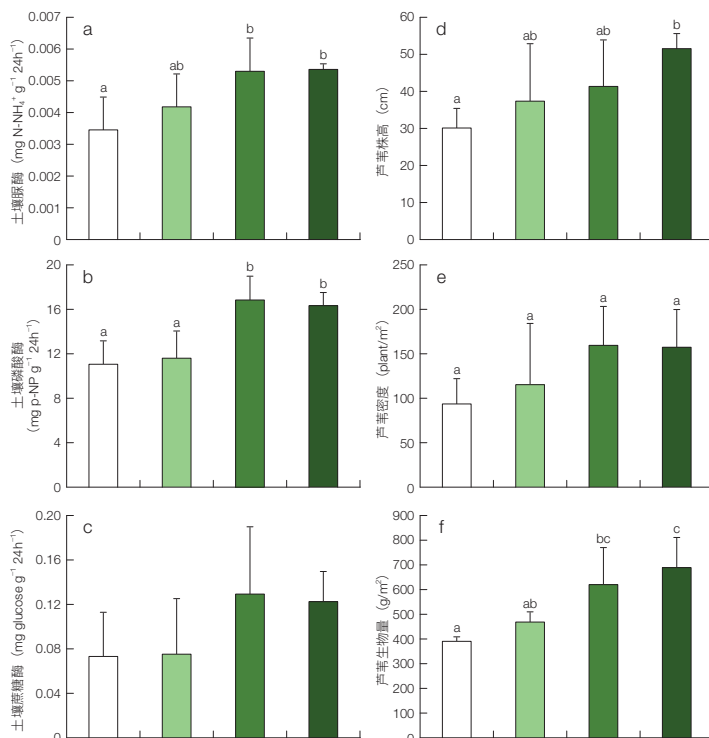 a
土壤脲酶 (mg N-NH₄⁺ g⁻¹ 24h⁻¹)
0.007
0.006
0.005
0.004
0.003
0.002
0.001
0
a
ab
b
b
d
芦苇株高 (cm)
60
50
40
30
20
10
0
a
ab
ab
b
b
土壤磷酸酶
(mg p-NP g⁻¹ 24h⁻¹)
20
16
12
8
4
0
a
a
b
b
e
芦苇密度 (plant/m²)
250
200
150
100
50
0
a
a
a
a
c
土壤蔗糖酶 (mg glucose g⁻¹ 24h⁻¹)
0.20
0.16
0.12
0.08
0.04
0
f
芦苇生物量 (g/m²)
900
800
700
600
500
400
300
200
100
0
a
ab
bc
c